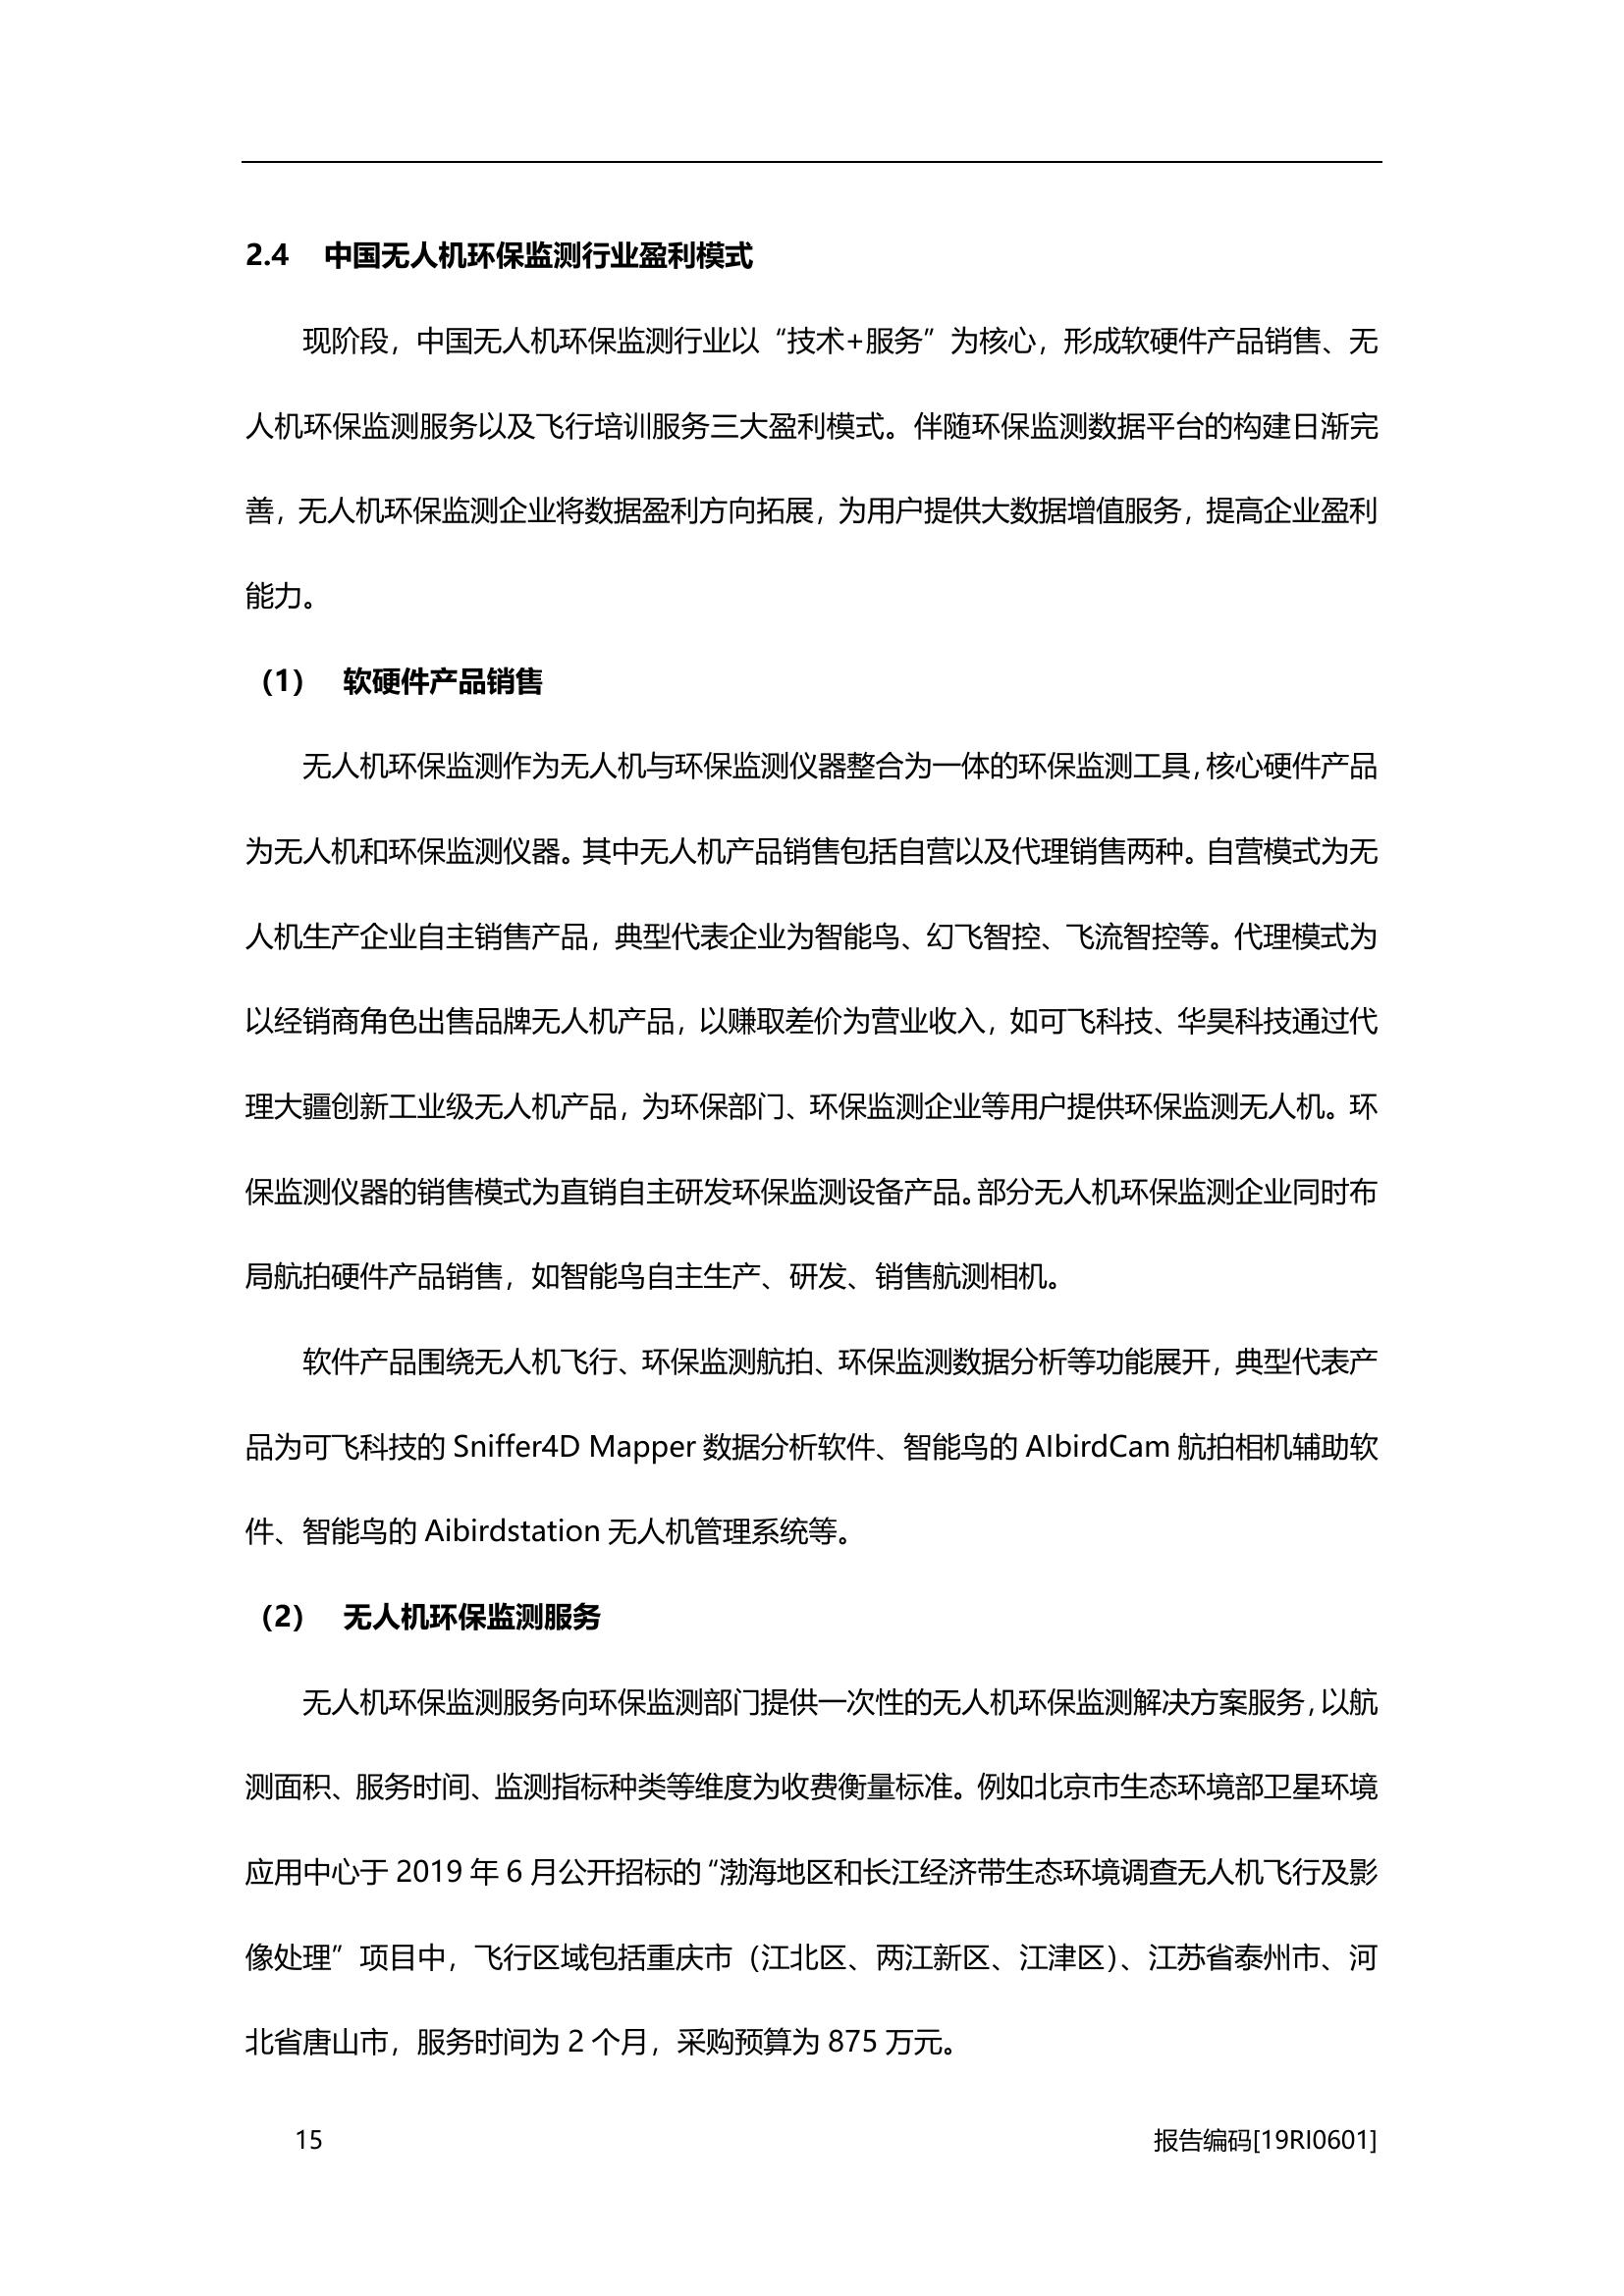 2.4 中国无人机环保监测行业盈利模式
现阶段，中国无人机环保监测行业以“技术+服务”为核心，形成软硬件产品销售、无
人机环保监测服务以及飞行培训服务三大盈利模式。伴随环保监测数据平台的构建日渐完
善，无人机环保监测企业将数据盈利方向拓展，为用户提供大数据增值服务，提高企业盈利
能力。
（1） 软硬件产品销售
无人机环保监测作为无人机与环保监测仪器整合为一体的环保监测工具，核心硬件产品
为无人机和环保监测仪器。其中无人机产品销售包括自营以及代理销售两种。自营模式为无
人机生产企业自主销售产品，典型代表企业为智能鸟、幻飞智控、飞流智控等。代理模式为
以经销商角色出售品牌无人机产品，以赚取差价为营业收入，如可飞科技、华昊科技通过代
理大疆创新工业级无人机产品，为环保部门、环保监测企业等用户提供环保监测无人机。环
保监测仪器的销售模式为直销自主研发环保监测设备产品。部分无人机环保监测企业同时布
局航拍硬件产品销售，如智能鸟自主生产、研发、销售航测相机。
软件产品围绕无人机飞行、环保监测航拍、环保监测数据分析等功能展开，典型代表产
品为可飞科技的 Sniffer4D Mapper 数据分析软件、智能鸟的 AIbirdCam 航拍相机辅助软
件、智能鸟的 Aibirdstation 无人机管理系统等。
（2） 无人机环保监测服务
无人机环保监测服务向环保监测部门提供一次性的无人机环保监测解决方案服务，以航
测面积、服务时间、监测指标种类等维度为收费衡量标准。例如北京市生态环境部卫星环境
应用中心于 2019 年 6 月公开招标的“渤海地区和长江经济带生态环境调查无人机飞行及影
像处理”项目中，飞行区域包括重庆市（江北区、两江新区、江津区）、江苏省泰州市、河
北省唐山市，服务时间为 2 个月，采购预算为 875 万元。
15 报告编码[19RI0601]